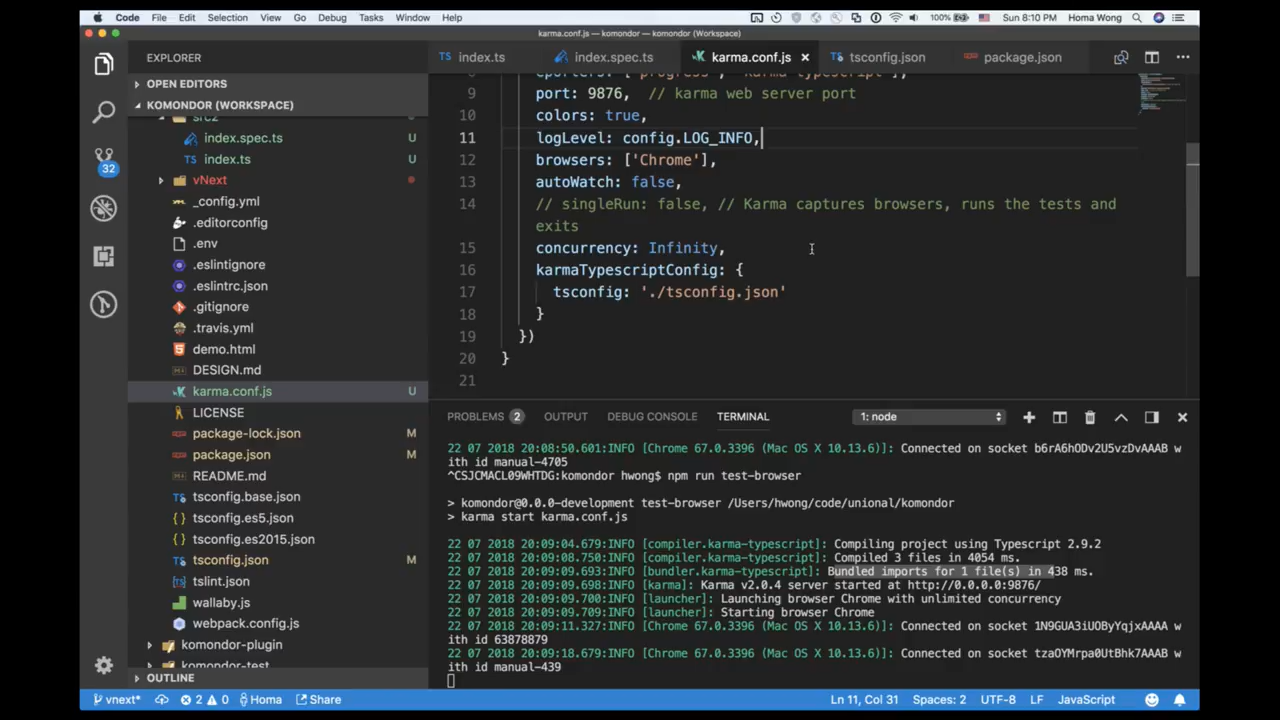 Code File Edit Selection View Go Debug Tasks Window Help 100% Sun 8:10 PM Homa Wong
karma.conf.js — komondor — komondor (Workspace)
EXPLORER
OPEN EDITORS
KOMONDOR (WORKSPACE)
src2
index.spec.ts U
index.ts U
vNext
_config.yml
.editorconfig
.env
.eslintignore
.eslintrc.json
.gitignore
.travis.yml
demo.html
DESIGN.md
karma.conf.js U
LICENSE
package-lock.json M
package.json M
README.md
tsconfig.base.json
tsconfig.es5.json
tsconfig.es2015.json
tsconfig.json M
tslint.json
wallaby.js
webpack.config.js
komondor-plugin
komondor-test
OUTLINE
32
index.ts index.spec.ts karma.conf.js tsconfig.json package.json
eporters: ['progress', 'karma-typescript'],
9 port: 9876, // karma web server port
10 colors: true,
11 logLevel: config.LOG_INFO,
12 browsers: ['Chrome'],
13 autoWatch: false,
14 // singleRun: false, // Karma captures browsers, runs the tests and
exits
15 concurrency: Infinity,
16 karmaTypescriptConfig: {
17 tsconfig: './tsconfig.json'
18 }
19 })
20 }
21
PROBLEMS 2 OUTPUT DEBUG CONSOLE TERMINAL 1: node
22 07 2018 20:08:50.601:INFO [Chrome 67.0.3396 (Mac OS X 10.13.6)]: Connected on socket b6rA6hODv2U5vzDvAAAB w
ith id manual-4705
^CSJCMACL09WHTDG:komondor hwong$ npm run test-browser
> komondor@0.0.0-development test-browser /Users/hwong/code/unional/komondor
> karma start karma.conf.js
22 07 2018 20:09:04.679:INFO [compiler.karma-typescript]: Compiling project using Typescript 2.9.2
22 07 2018 20:09:08.750:INFO [compiler.karma-typescript]: Compiled 3 files in 4054 ms.
22 07 2018 20:09:09.693:INFO [bundler.karma-typescript]: Bundled imports for 1 file(s) in 438 ms.
22 07 2018 20:09:09.698:INFO [karma]: Karma v2.0.4 server started at http://0.0.0.0:9876/
22 07 2018 20:09:09.700:INFO [launcher]: Launching browser Chrome with unlimited concurrency
22 07 2018 20:09:09.709:INFO [launcher]: Starting browser Chrome
22 07 2018 20:09:11.327:INFO [Chrome 67.0.3396 (Mac OS X 10.13.6)]: Connected on socket 1N9GUA3iUOByYqjxAAAA w
ith id 63878879
22 07 2018 20:09:18.679:INFO [Chrome 67.0.3396 (Mac OS X 10.13.6)]: Connected on socket tzaOYMrpa0UtBhk7AAAB w
ith id manual-439
vnext* 2 0 Homa Share Ln 11, Col 31 Spaces: 2 UTF-8 LF JavaScript